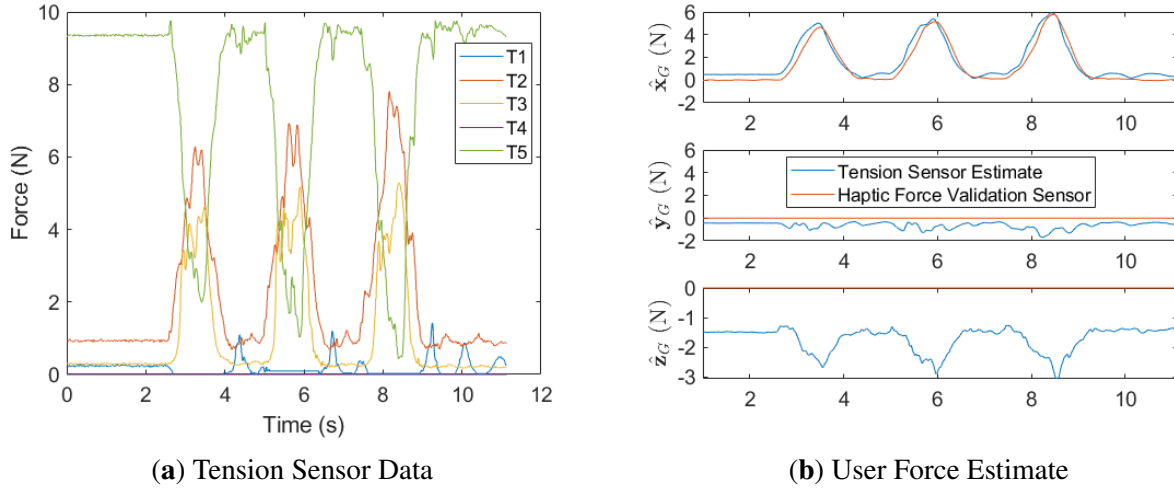 10
8
6
4
2
0
Force (N)
0 2 4 6 8 10 12
Time (s)
T1
T2
T3
T4
T5
(a) Tension Sensor Data
6
4
2
0
-2
x̂_G (N)
2 4 6 8 10
6
4
2
0
-2
ŷ_G (N)
Tension Sensor Estimate
Haptic Force Validation Sensor
2 4 6 8 10
0
-1
-2
-3
ẑ_G (N)
2 4 6 8 10
(b) User Force Estimate